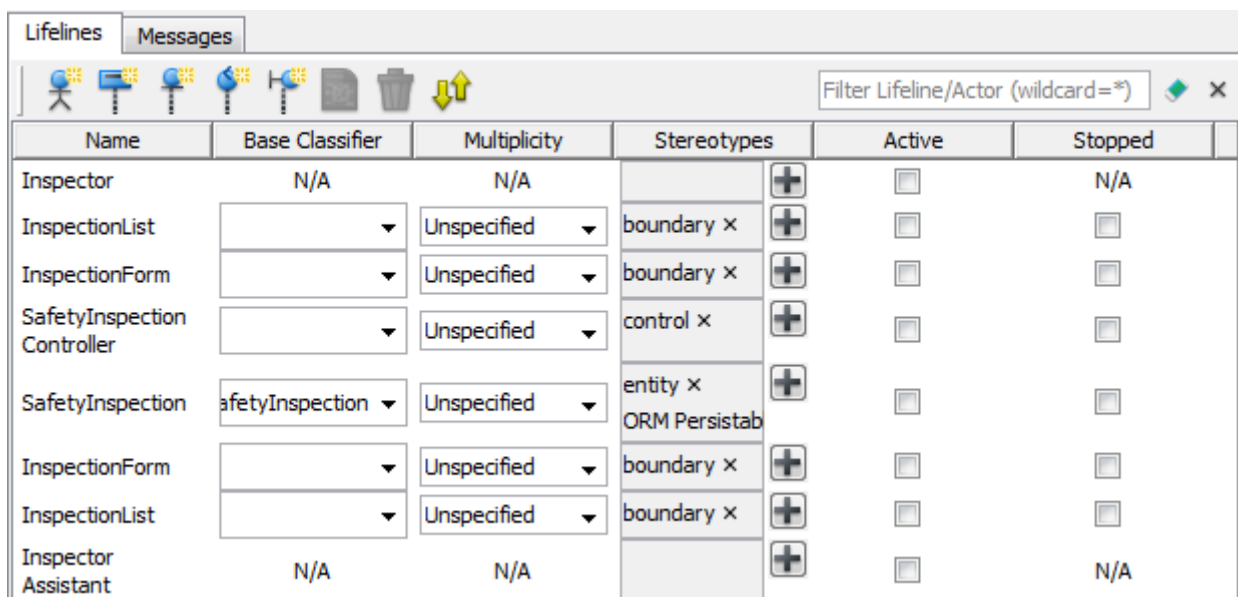 Lifelines Messages
Filter Lifeline/Actor (wildcard=*)
Name Base Classifier Multiplicity Stereotypes Active Stopped
Inspector N/A N/A N/A
InspectionList Unspecified boundary ×
InspectionForm Unspecified boundary ×
SafetyInspection
Controller Unspecified control ×
SafetyInspection afetyInspection Unspecified entity ×
ORM Persistab
InspectionForm Unspecified boundary ×
InspectionList Unspecified boundary ×
Inspector
Assistant N/A N/A N/A